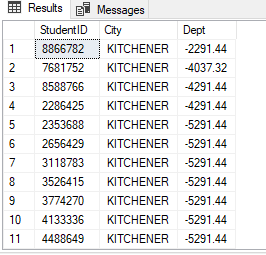 Results Messages
StudentID City Dept
1 8866782 KITCHENER -2291.44
2 7681752 KITCHENER -4037.32
3 8588766 KITCHENER -4291.44
4 2286425 KITCHENER -4291.44
5 2353688 KITCHENER -5291.44
6 2656429 KITCHENER -5291.44
7 3118783 KITCHENER -5291.44
8 3526415 KITCHENER -5291.44
9 3774270 KITCHENER -5291.44
10 4133336 KITCHENER -5291.44
11 4488649 KITCHENER -5291.44